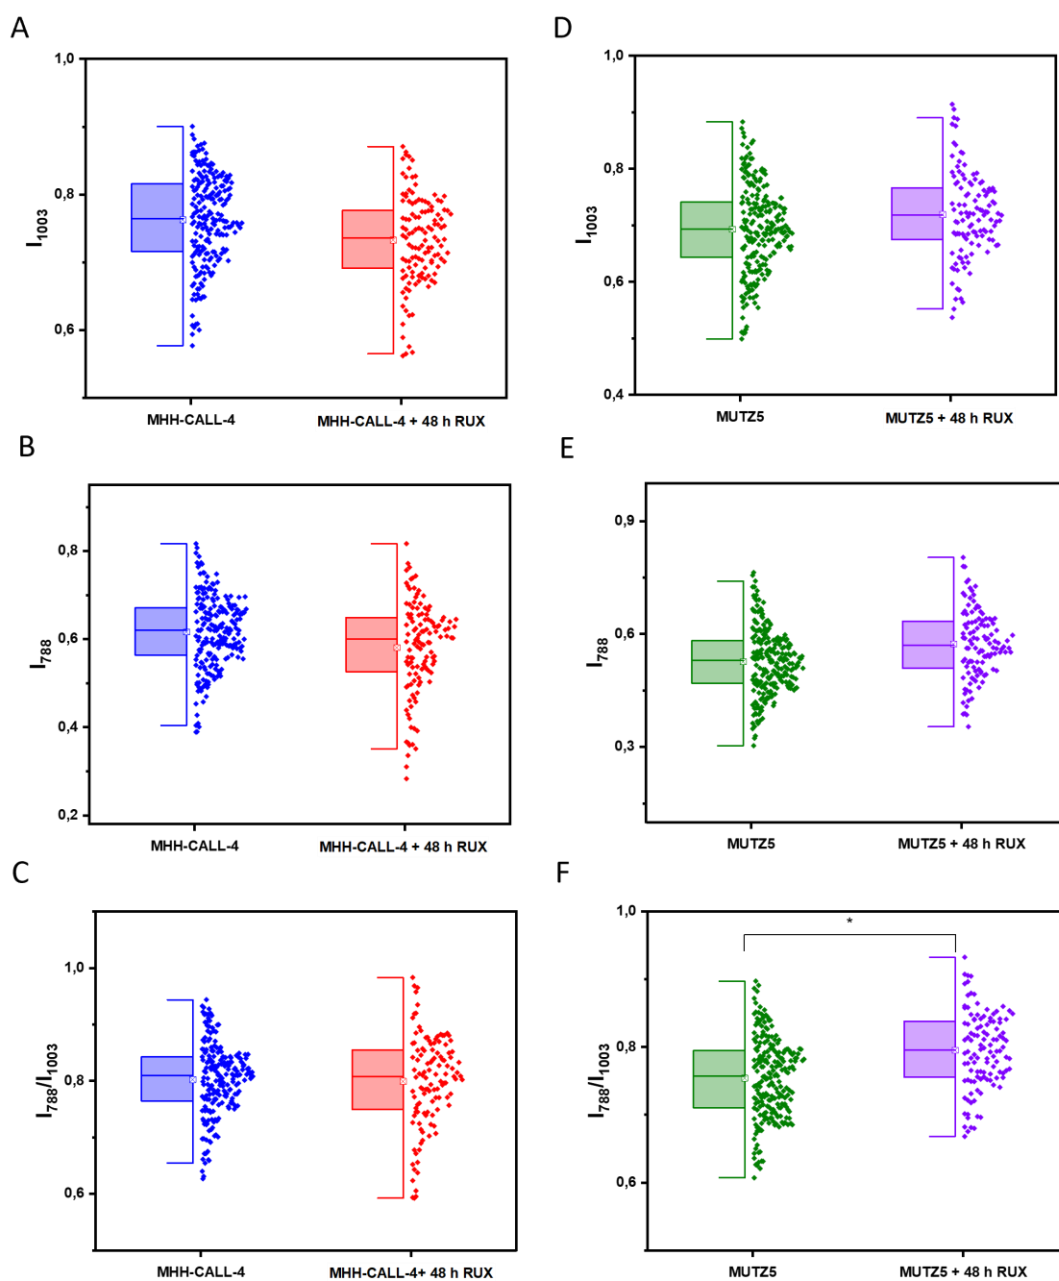 A
1,0
0,8
0,6
I1003
MHH-CALL-4
MHH-CALL-4 + 48 h RUX
B
0,8
0,6
0,4
0,2
I788
MHH-CALL-4
MHH-CALL-4 + 48 h RUX
C
1,0
0,8
0,6
I788/I1003
MHH-CALL-4
MHH-CALL-4+ 48 h RUX
D
1,0
0,8
0,6
0,4
I1003
MUTZ5
MUTZ5 + 48 h RUX
E
0,9
0,6
0,3
I788
MUTZ5
MUTZ5 + 48 h RUX
F
1,0
*
0,8
0,6
I788/I1003
MUTZ5
MUTZ5 + 48 h RUX